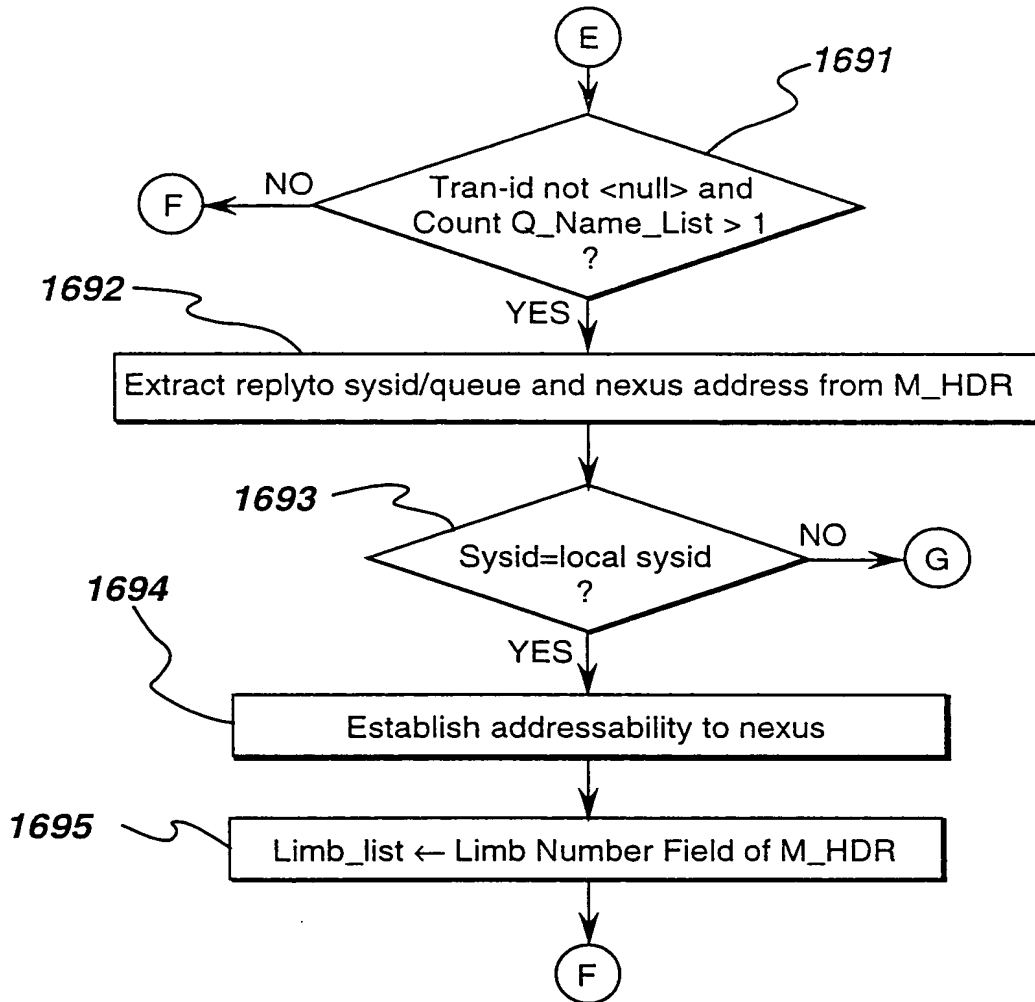 E
1691
Tran-id not <null> and
Count Q_Name_List > 1
?
NO
F
YES
1692
Extract replyto sysid/queue and nexus address from M_HDR
1693
Sysid=local sysid
?
NO
G
YES
1694
Establish addressability to nexus
1695
Limb_list ← Limb Number Field of M_HDR
F